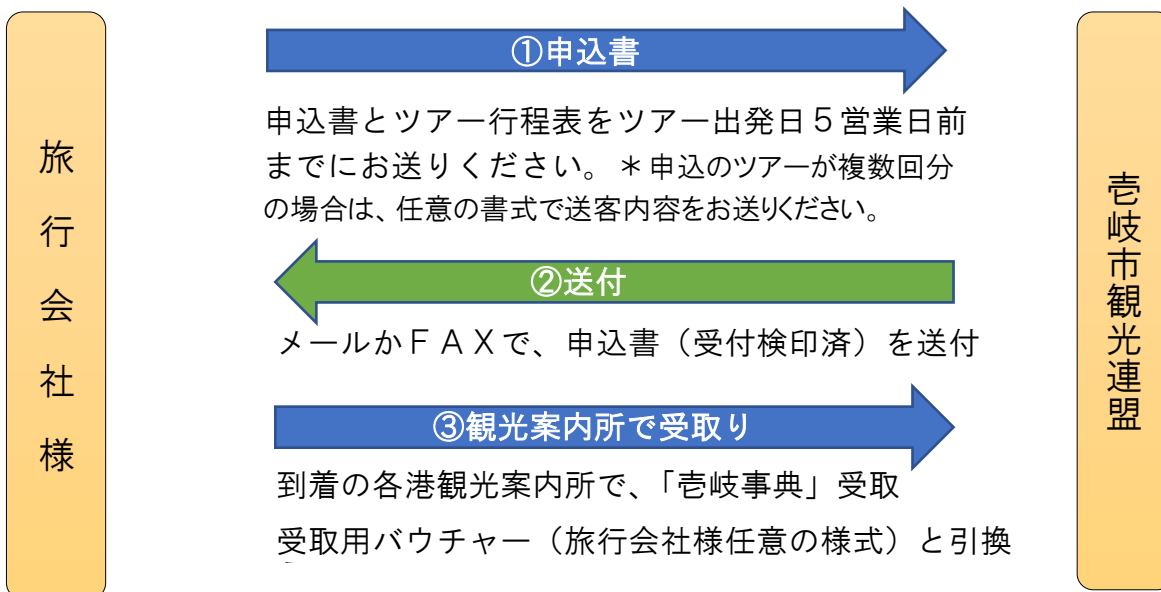 旅行会社様
①申込書
申込書とツアー行程表をツアー出発日５営業日前
までにお送りください。＊申込のツアーが複数回分
の場合は、任意の書式で送客内容をお送りください。
②送付
メールかＦＡＸで、申込書（受付検印済）を送付
③観光案内所で受取り
到着の各港観光案内所で、「壱岐事典」受取
受取用バウチャー（旅行会社様任意の様式）と引換
壱岐市観光連盟